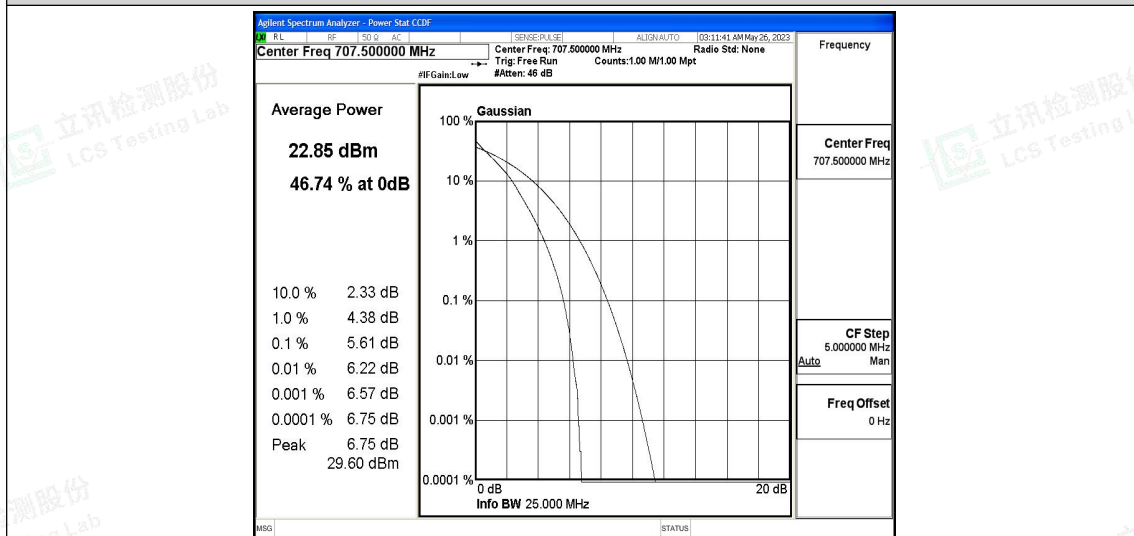 Agilent Spectrum Analyzer - Power Stat CCDF
LXI RL RF 50 Ω AC SENSE:PULSE ALIGN AUTO 03:11:41 AM May 26, 2023
Center Freq 707.500000 MHz
Center Freq: 707.500000 MHz Radio Std: None
Trig: Free Run Counts:1.00 M/1.00 Mpt
#IFGain:Low #Atten: 46 dB
Frequency
Average Power
22.85 dBm
46.74 % at 0dB
10.0 % 2.33 dB
1.0 % 4.38 dB
0.1 % 5.61 dB
0.01 % 6.22 dB
0.001 % 6.57 dB
0.0001 % 6.75 dB
Peak 6.75 dB
29.60 dBm
Gaussian
100 %
10 %
1 %
0.1 %
0.01 %
0.001 %
0.0001 %
0 dB 20 dB
Info BW 25.000 MHz
Center Freq
707.500000 MHz
CF Step
5.000000 MHz
Auto Man
Freq Offset
0 Hz
MSG STATUS
立讯检测股份
LCS Testing Lab
立讯检测股份
LCS Testing L
测股份
g Lab